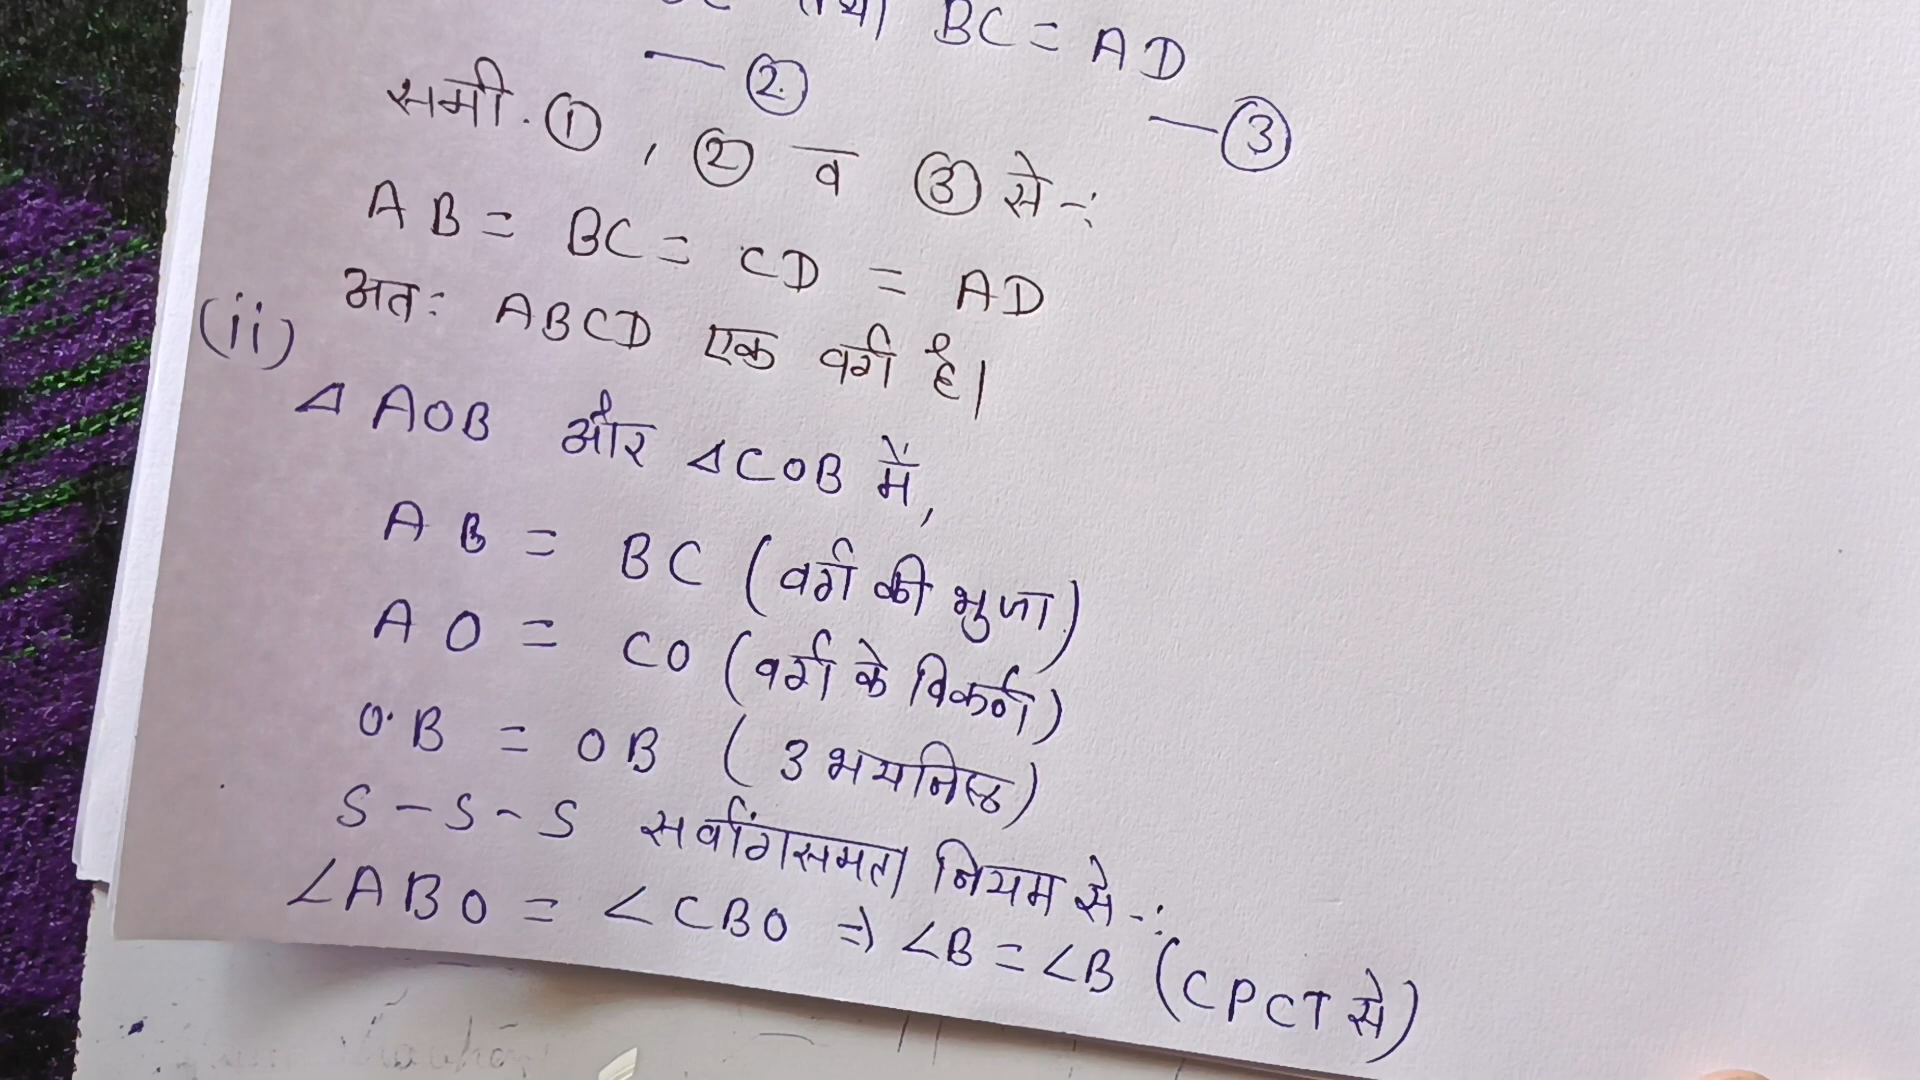 तथा BC = AD
— ② — ③
समी. ①, ② व ③ से -:
AB = BC = CD = AD
अतः ABCD एक वर्ग है।
(ii)
△ AOB और △COB में,
AB = BC (वर्ग की भुजा)
AO = CO (वर्ग के विकर्ण)
O·B = OB (उभयनिष्ठ)
S-S-S सर्वांगसमता नियम से -:
∠ABO = ∠CBO ⇒ ∠B = ∠B (CPCT से)